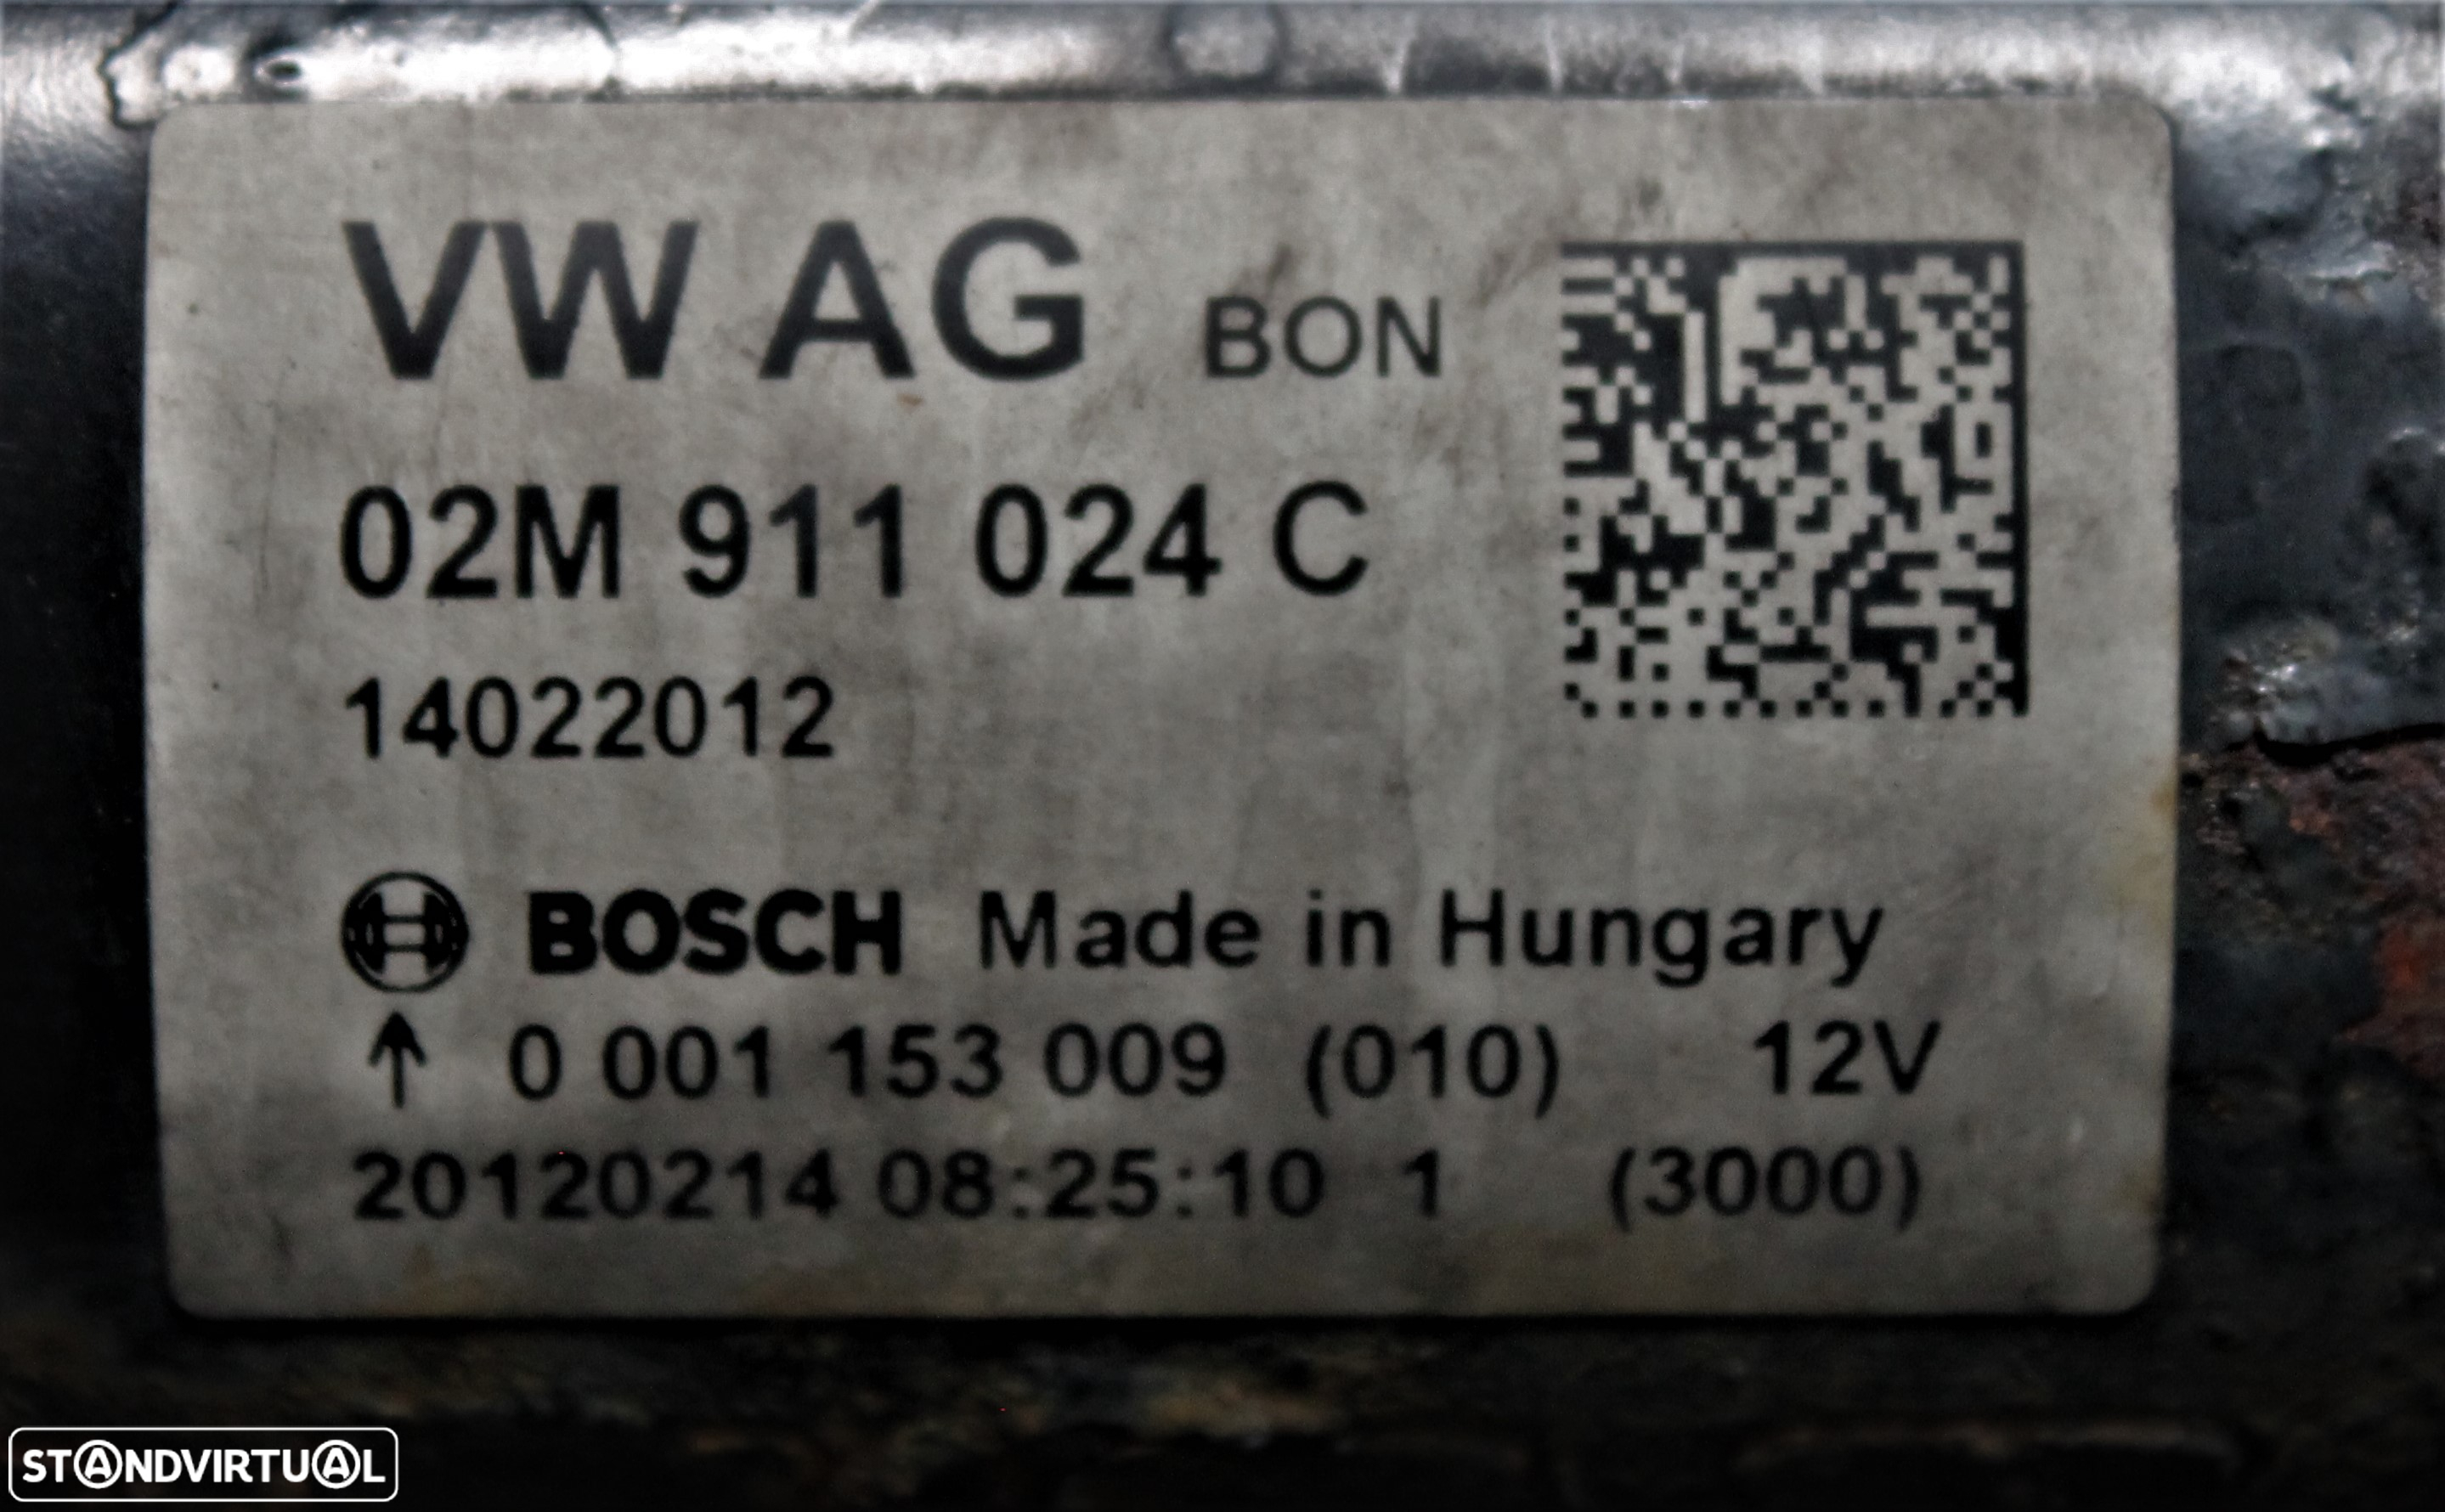 VW AG BON
02M 911 024 C
14022012
BOSCH Made in Hungary
↑ 0 001 153 009 (010) 12V
20120214 08:25:10 1 (3000)
STANDVIRTUAL